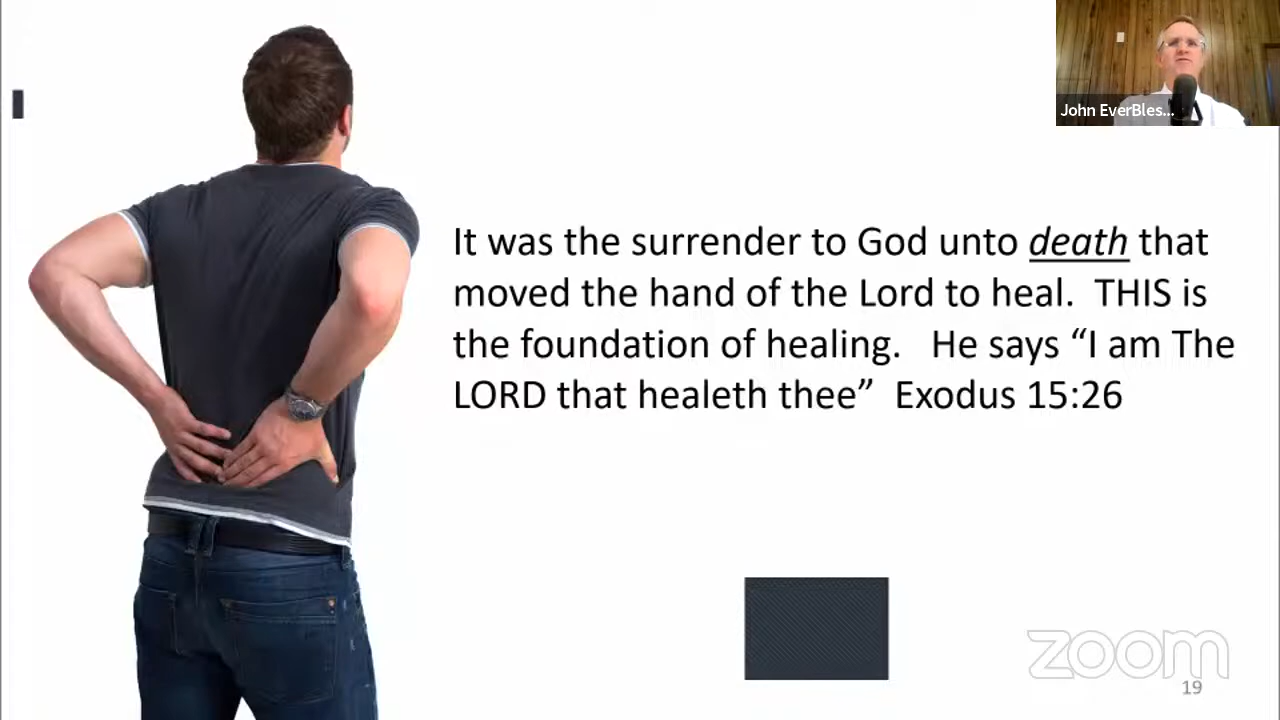 John EverBles...
It was the surrender to God unto death that
moved the hand of the Lord to heal.  THIS is
the foundation of healing.   He says “I am The
LORD that healeth thee”  Exodus 15:26
zoom
19